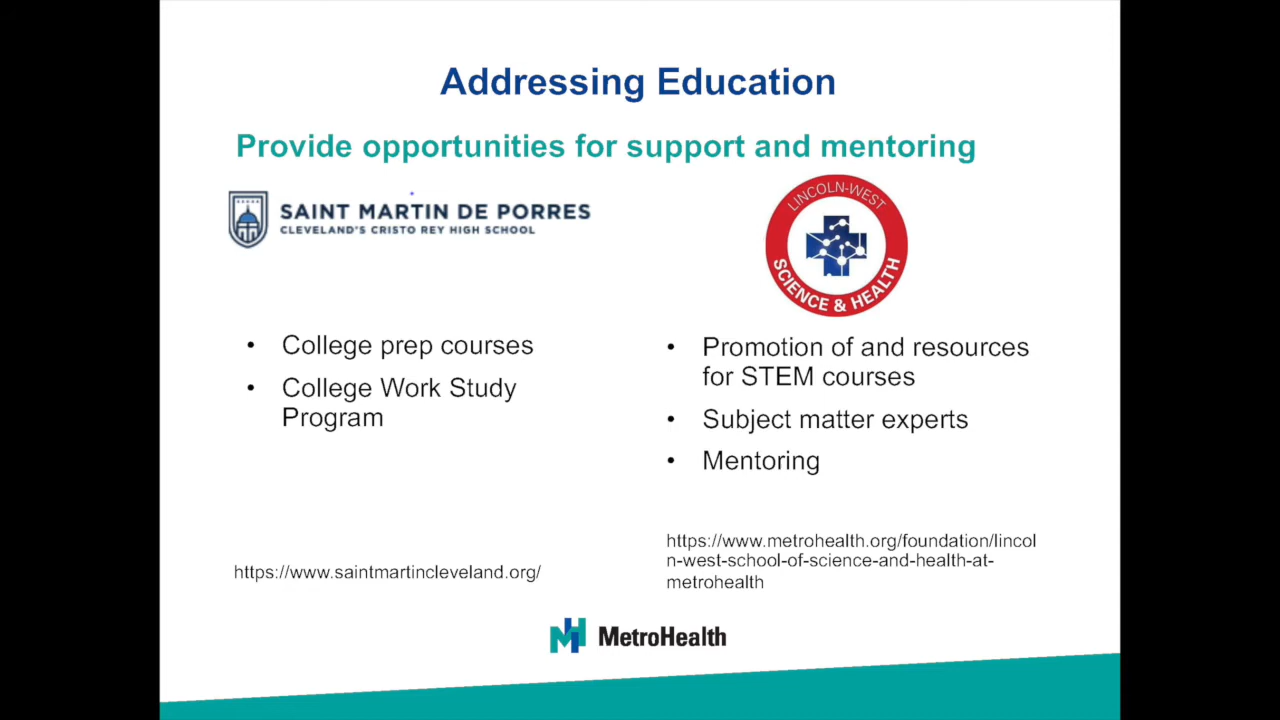 Addressing Education
Provide opportunities for support and mentoring
SAINT MARTIN DE PORRES
CLEVELAND'S CRISTO REY HIGH SCHOOL
• College prep courses
• College Work Study
Program
https://www.saintmartincleveland.org/
LINCOLN-WEST
SCIENCE & HEALTH
• Promotion of and resources
for STEM courses
• Subject matter experts
• Mentoring
https://www.metrohealth.org/foundation/lincol
n-west-school-of-science-and-health-at-
metrohealth
MetroHealth